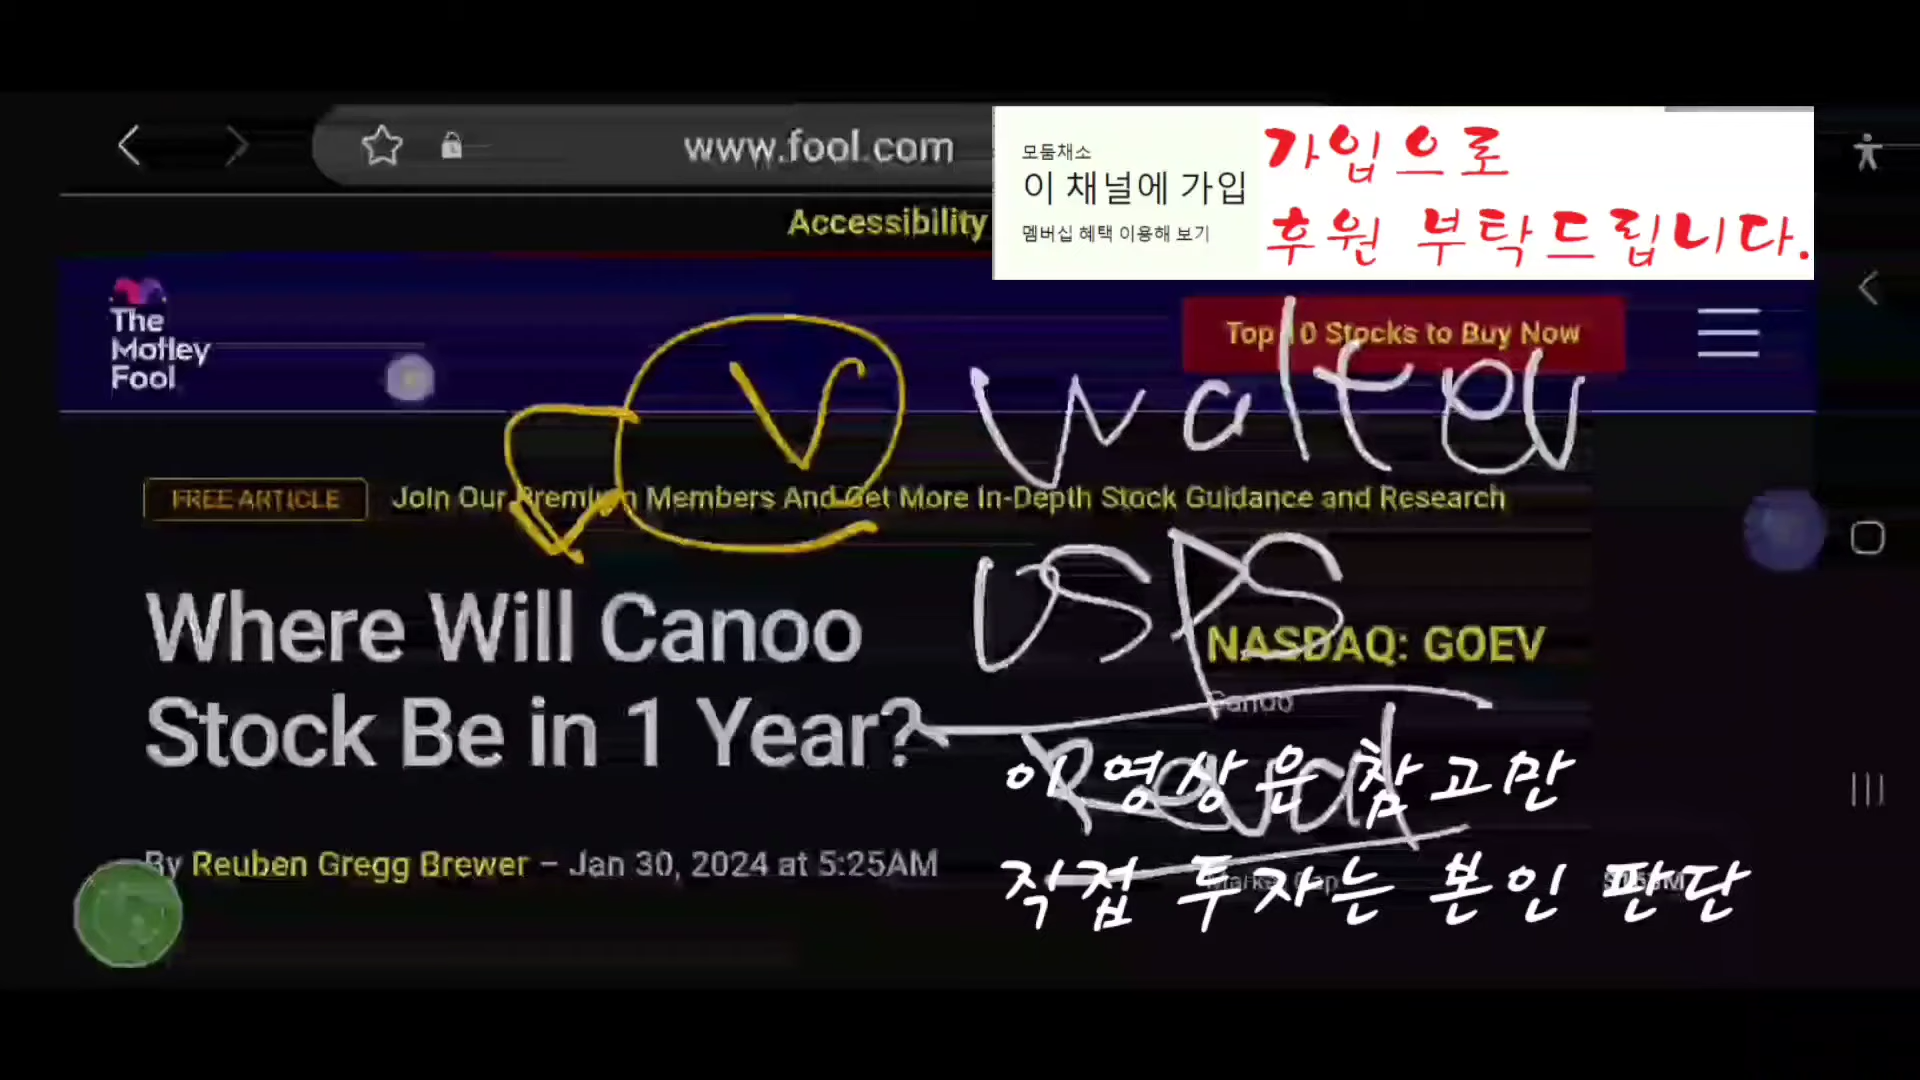 www.fool.com
모둠채소
이 채널에 가입
멤버십 혜택 이용해 보기
가입으로
후원 부탁드립니다.
Accessibility
The
Motley
Fool
Top 10 Stocks to Buy Now
V
Walter
FREE ARTICLE Join Our Premium Members And Get More In-Depth Stock Guidance and Research
USPS
Where Will Canoo
Stock Be in 1 Year?
NASDAQ: GOEV
Canoo
이 영상은 참고만
직접 투자는 본인 판단
By Reuben Gregg Brewer – Jan 30, 2024 at 5:25AM
Market Cap